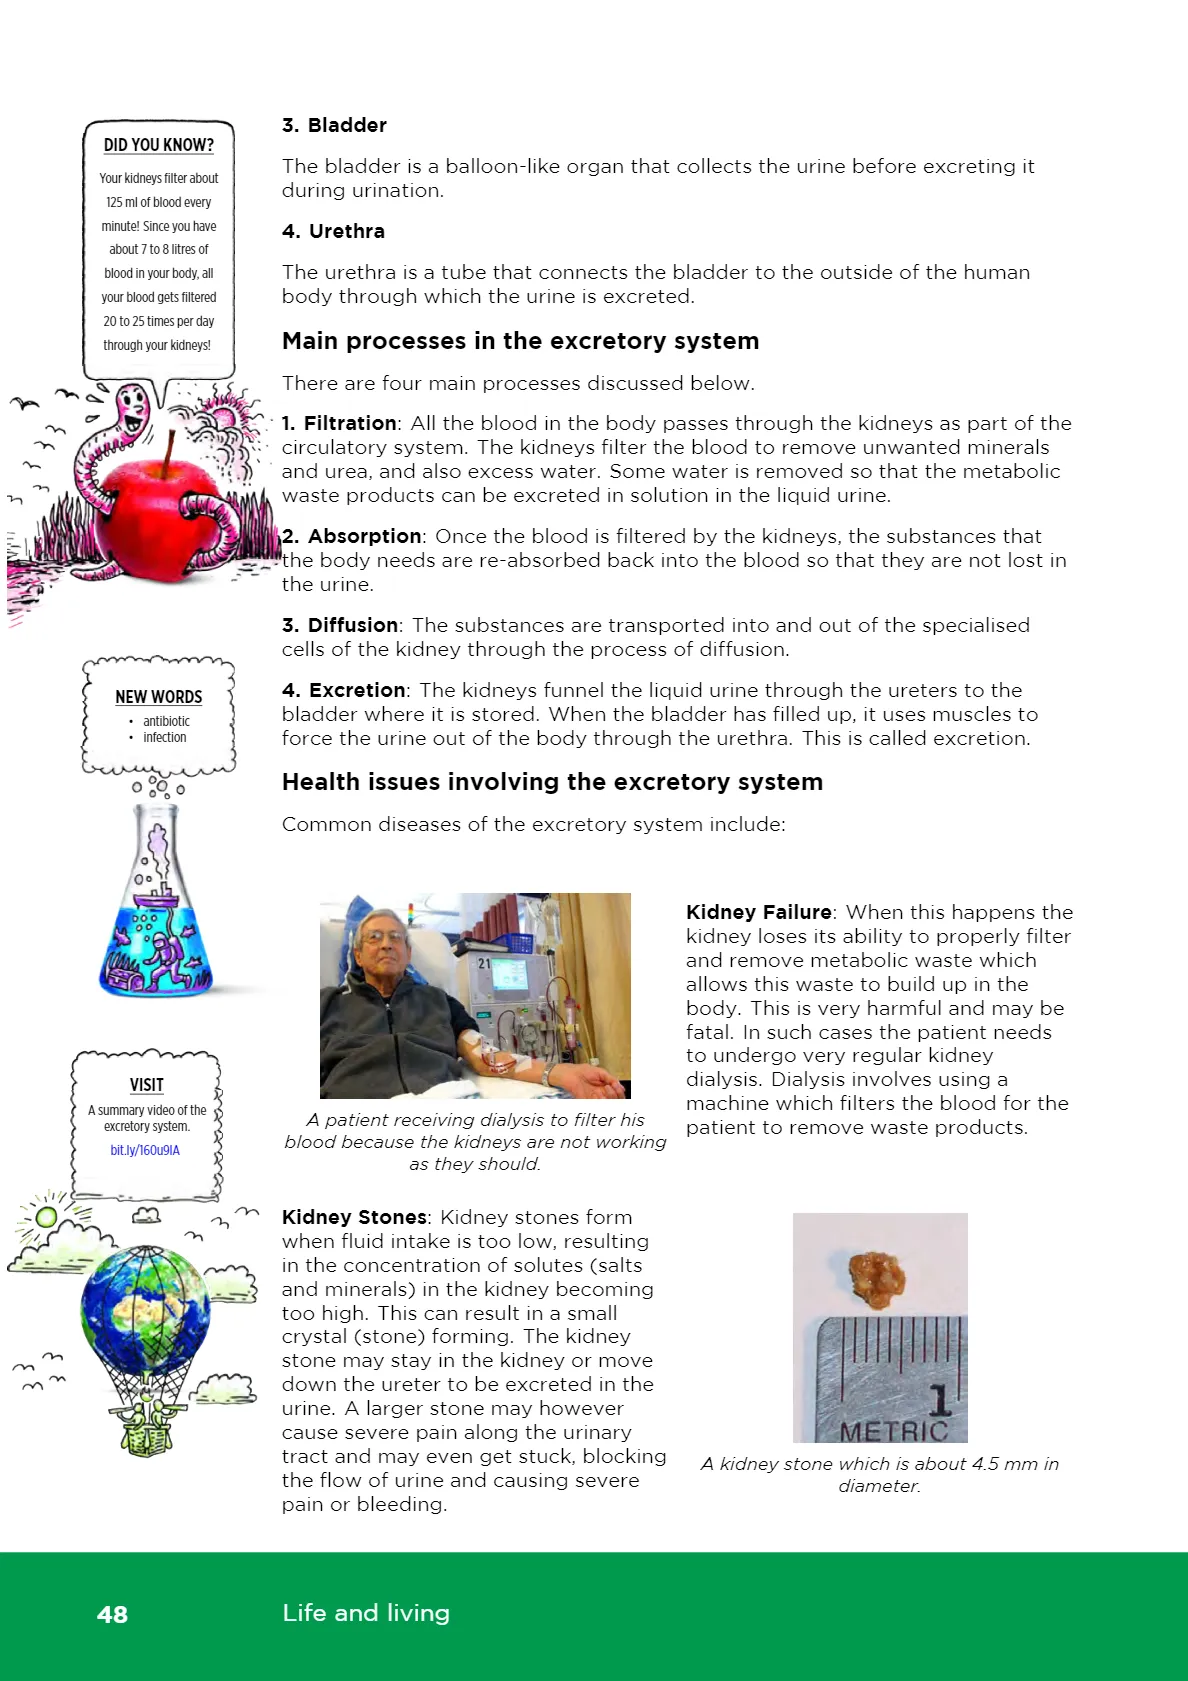 DID YOU KNOW?
Your kidneys filter about
125 ml of blood every
minute! Since you have
about 7 to 8 litres of
blood in your body, all
your blood gets filtered
20 to 25 times per day
through your kidneys!
NEW WORDS
• antibiotic
• infection
VISIT
A summary video of the
excretory system.
bit.ly/160u9IA
3. Bladder
The bladder is a balloon-like organ that collects the urine before excreting it
during urination.
4. Urethra
The urethra is a tube that connects the bladder to the outside of the human
body through which the urine is excreted.
Main processes in the excretory system
There are four main processes discussed below.
1. Filtration: All the blood in the body passes through the kidneys as part of the
circulatory system. The kidneys filter the blood to remove unwanted minerals
and urea, and also excess water. Some water is removed so that the metabolic
waste products can be excreted in solution in the liquid urine.
2. Absorption: Once the blood is filtered by the kidneys, the substances that
the body needs are re-absorbed back into the blood so that they are not lost in
the urine.
3. Diffusion: The substances are transported into and out of the specialised
cells of the kidney through the process of diffusion.
4. Excretion: The kidneys funnel the liquid urine through the ureters to the
bladder where it is stored. When the bladder has filled up, it uses muscles to
force the urine out of the body through the urethra. This is called excretion.
Health issues involving the excretory system
Common diseases of the excretory system include:
21
A patient receiving dialysis to filter his
blood because the kidneys are not working
as they should.
Kidney Failure: When this happens the
kidney loses its ability to properly filter
and remove metabolic waste which
allows this waste to build up in the
body. This is very harmful and may be
fatal. In such cases the patient needs
to undergo very regular kidney
dialysis. Dialysis involves using a
machine which filters the blood for the
patient to remove waste products.
Kidney Stones: Kidney stones form
when fluid intake is too low, resulting
in the concentration of solutes (salts
and minerals) in the kidney becoming
too high. This can result in a small
crystal (stone) forming. The kidney
stone may stay in the kidney or move
down the ureter to be excreted in the
urine. A larger stone may however
cause severe pain along the urinary
tract and may even get stuck, blocking
the flow of urine and causing severe
pain or bleeding.
1
METRIC
A kidney stone which is about 4.5 mm in
diameter.
48
Life and living